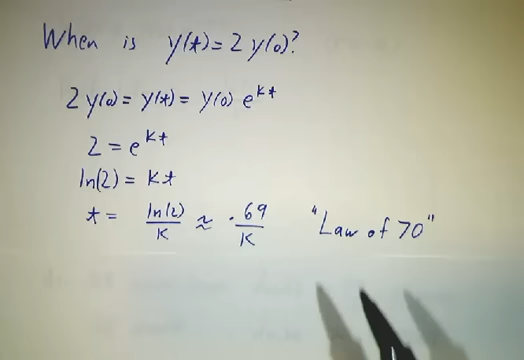 When is y(t)=2 y(0)?
2 y(0) = y(t) = y(0) e^kt
2 = e^kt
ln(2) = kt
t = ln(2)/K ≈ .69/K "Law of 70"